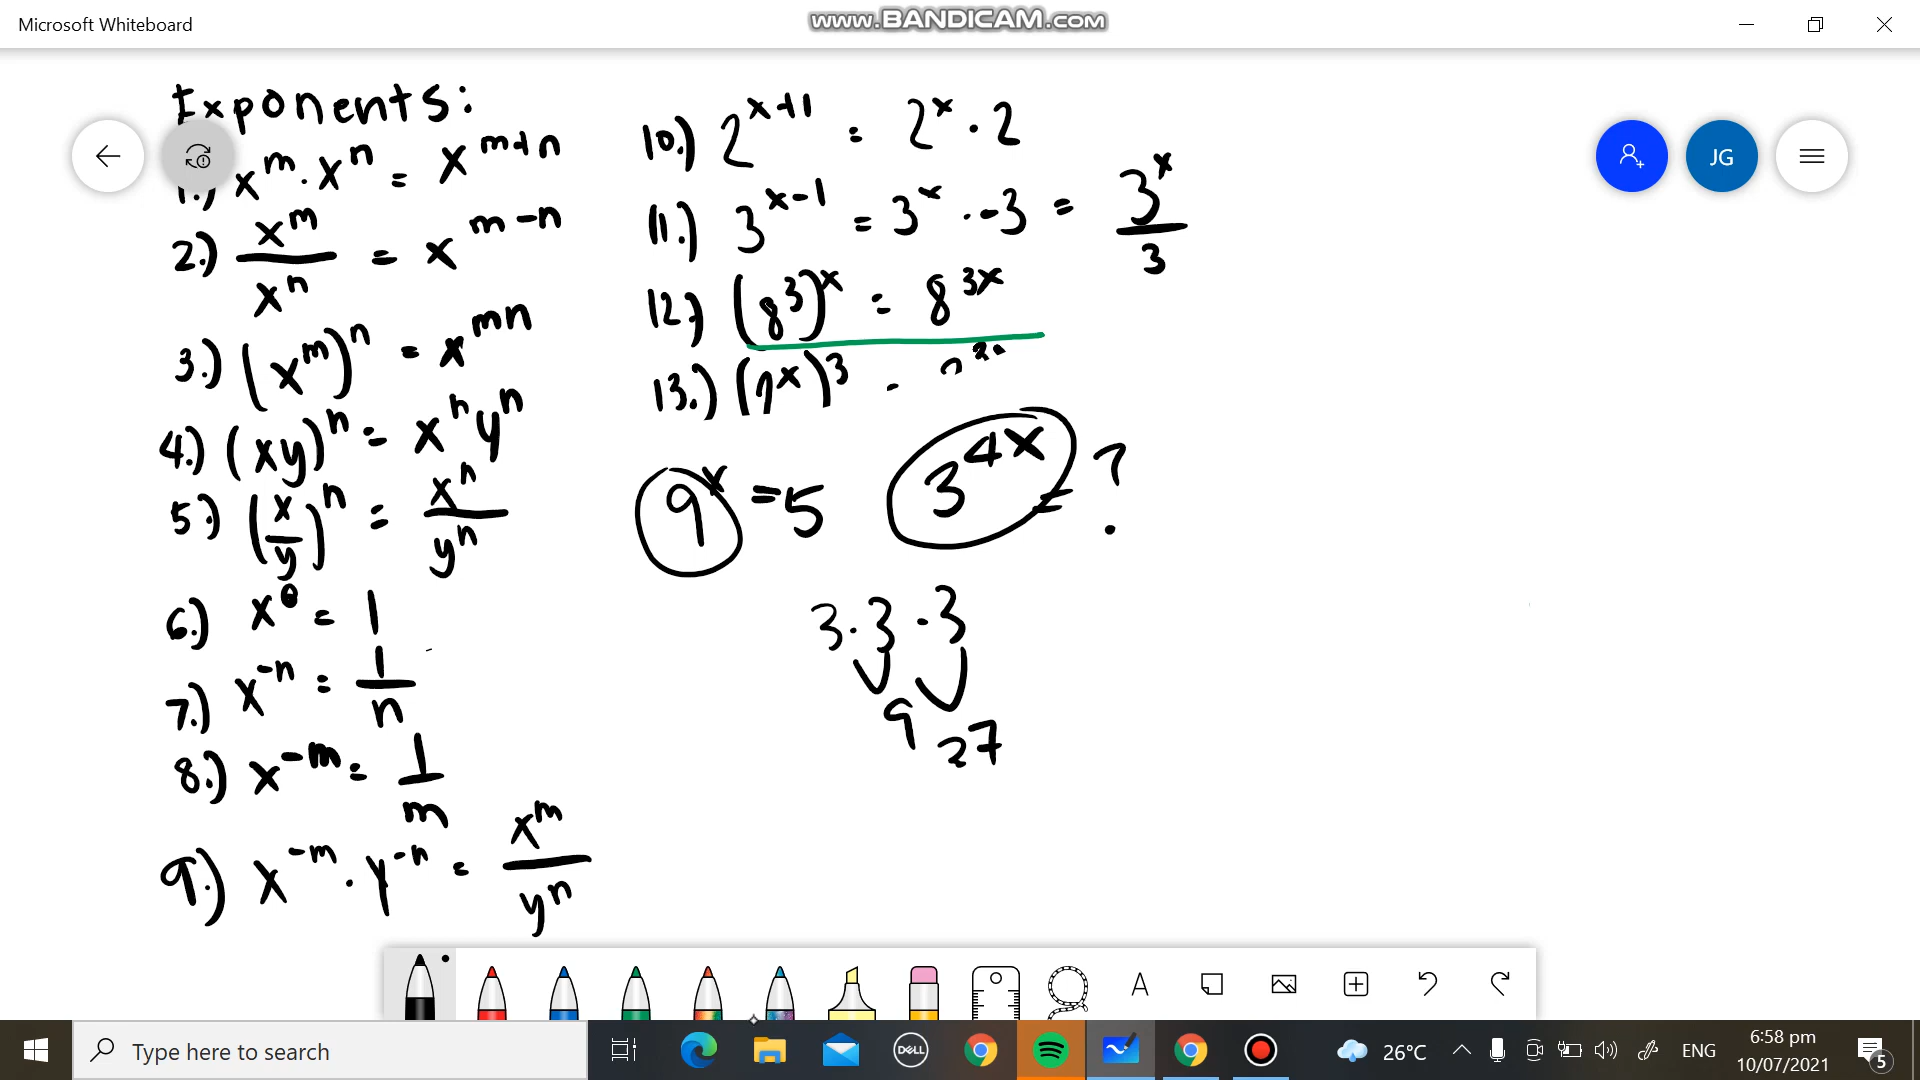 Microsoft Whiteboard
www.BANDICAM.com
Exponents:
1.) x^m · x^n = x^(m+n)
2.) x^m / x^n = x^(m-n)
3.) (x^m)^n = x^(mn)
4.) (xy)^n = x^n y^n
5.) (x/y)^n = x^n / y^n
6.) x^0 = 1
7.) x^-n = 1/n
8.) x^-m = 1/m
9.) x^-m · y^-n = x^m / y^n
10.) 2^(x+1) = 2^x · 2
11.) 3^(x-1) = 3^x · -3 = 3^x / 3
12.) (8^3)^x = 8^(3x)
13.) (7^x)^3
9^x = 5
3^(4x) = ?
3 · 3 · 3
9
27
JG
A
Type here to search
DELL
26°C
ENG
6:58 pm
10/07/2021
5